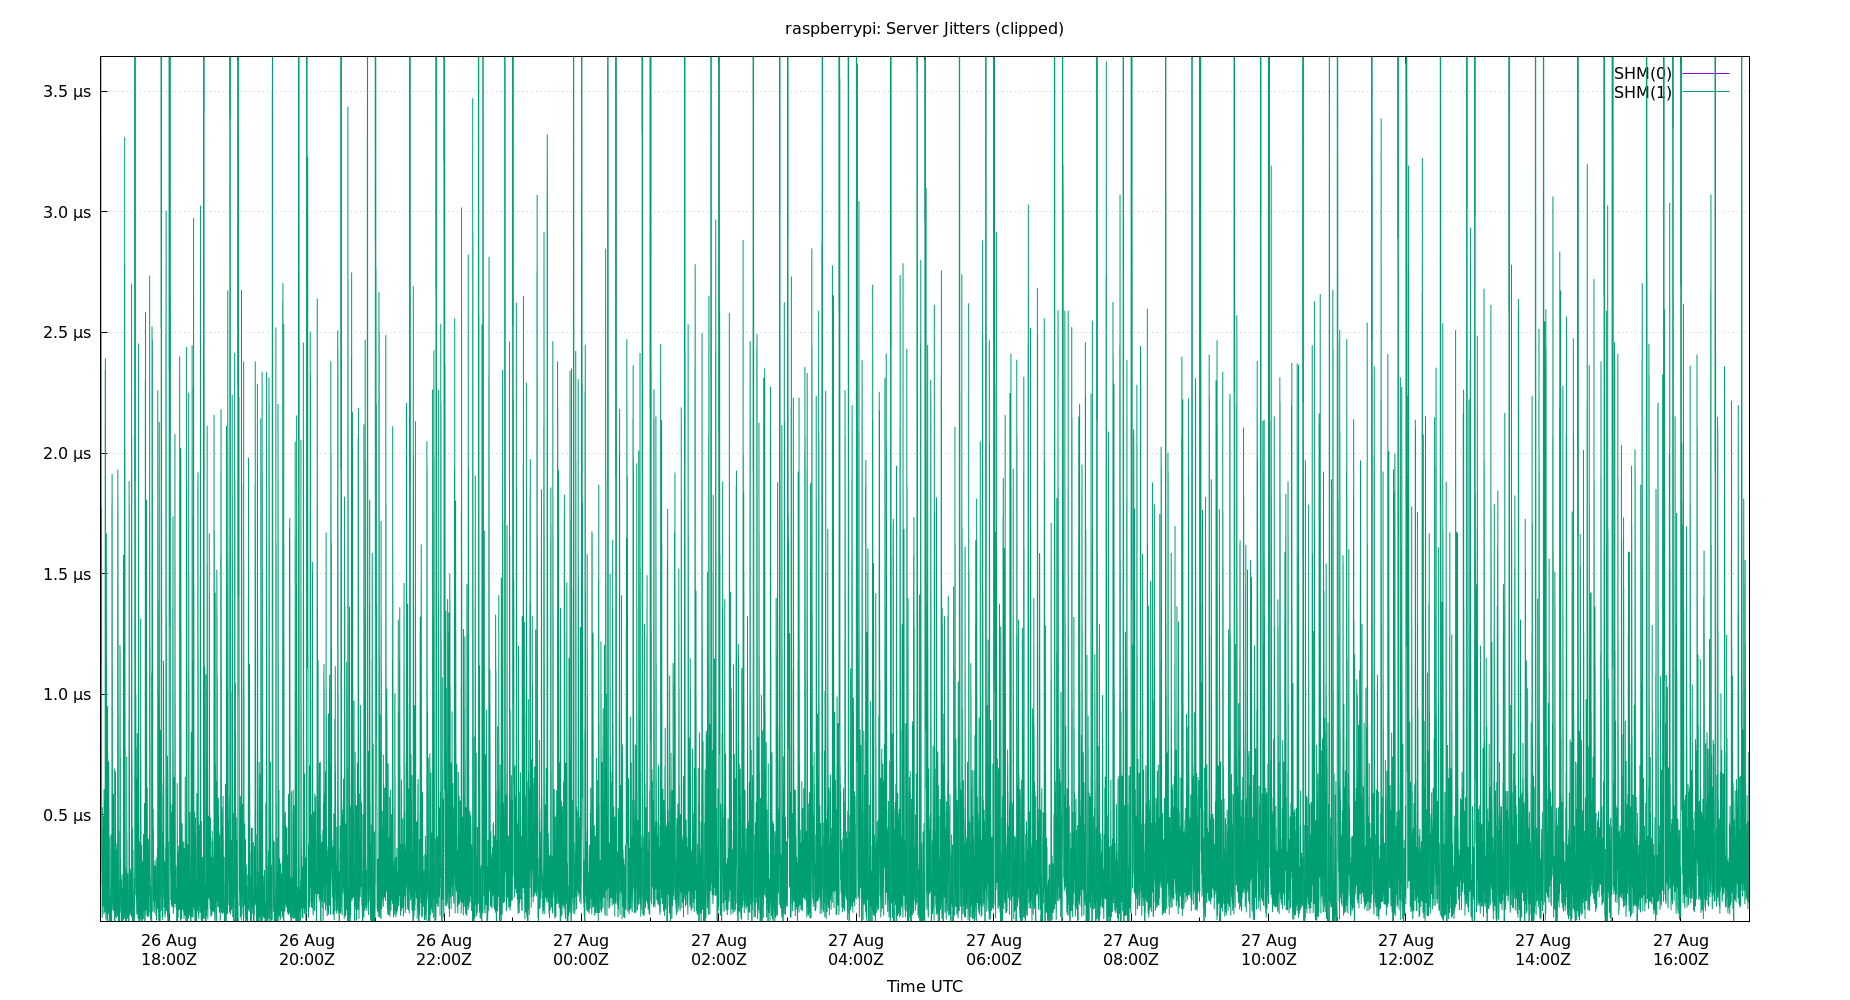 raspberrypi: Server Jitters (clipped)
SHM(0)
SHM(1)
3.5 µs
3.0 µs
2.5 µs
2.0 µs
1.5 µs
1.0 µs
0.5 µs
26 Aug 26 Aug 26 Aug 27 Aug 27 Aug 27 Aug 27 Aug 27 Aug 27 Aug 27 Aug 27 Aug 27 Aug
18:00Z 20:00Z 22:00Z 00:00Z 02:00Z 04:00Z 06:00Z 08:00Z 10:00Z 12:00Z 14:00Z 16:00Z
Time UTC